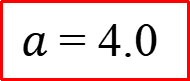 a = 4.0